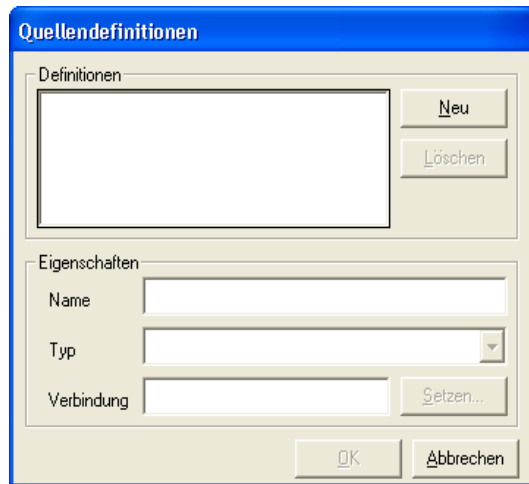 Quellendefinitionen
Definitionen
Neu
Löschen
Eigenschaften
Name
Typ
Verbindung
Setzen...
OK
Abbrechen